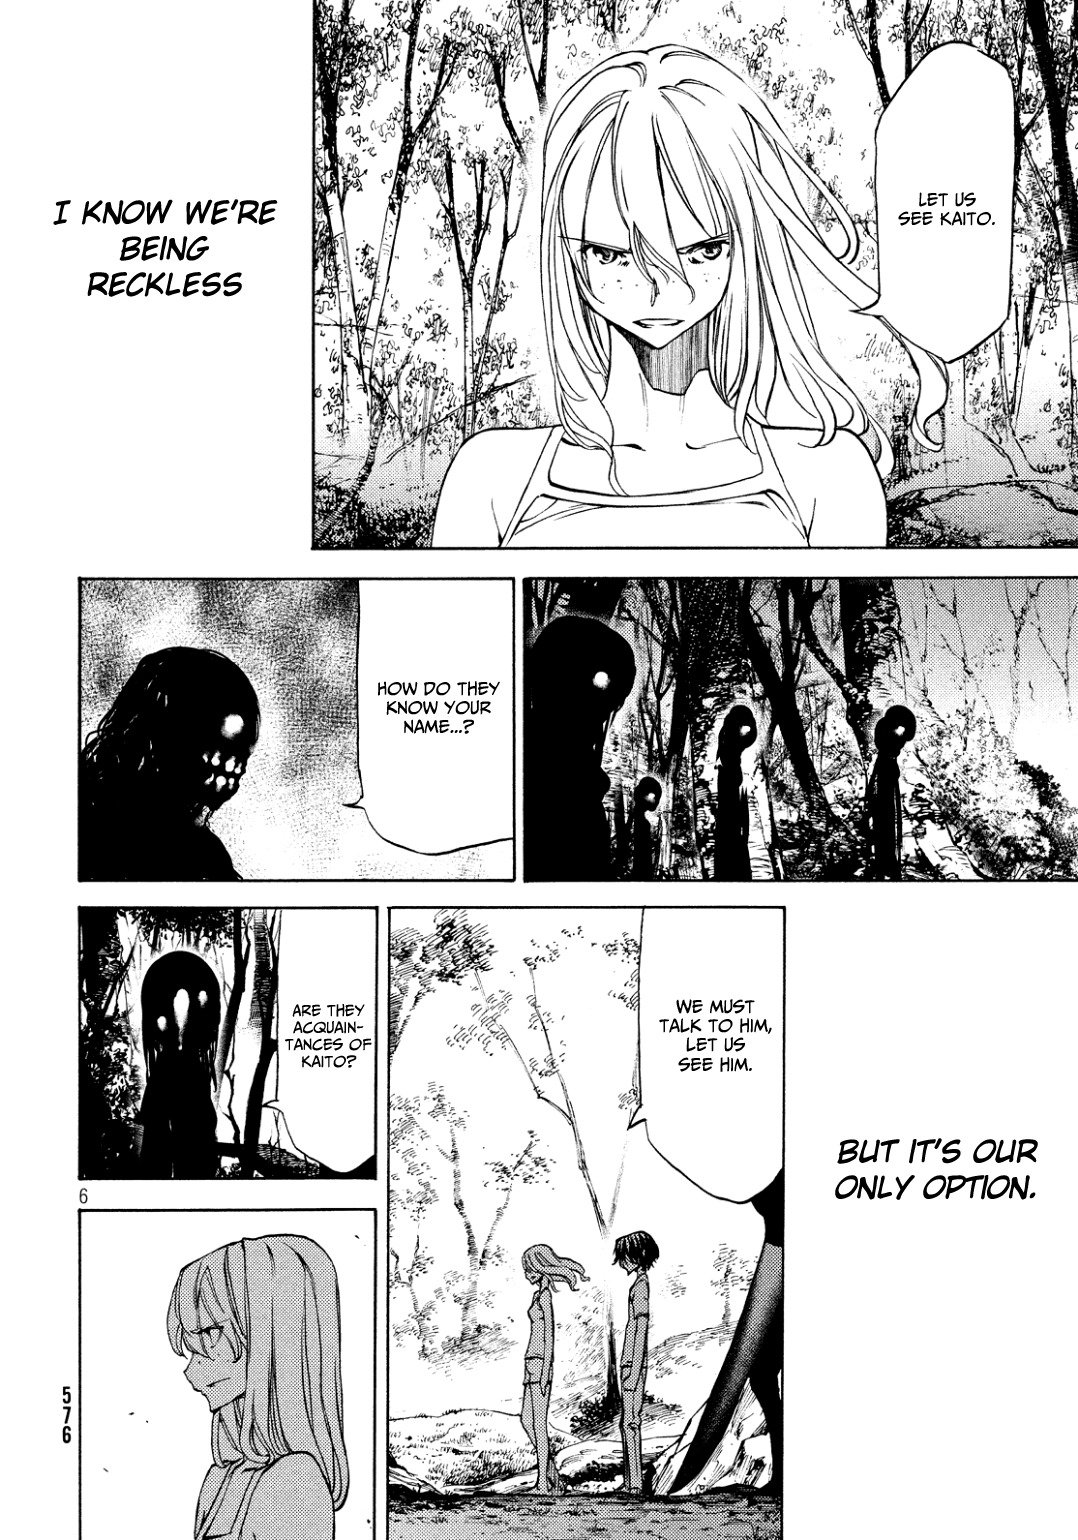 LET US
SEE KAITO.
I KNOW WE'RE
BEING
RECKLESS
HOW DO THEY
KNOW YOUR
NAME...?
WE MUST
TALK TO HIM,
LET US
SEE HIM.
BUT IT'S OUR
ONLY OPTION.
ARE THEY
ACQUAIN-
TANCES OF
KAITO?
6
576